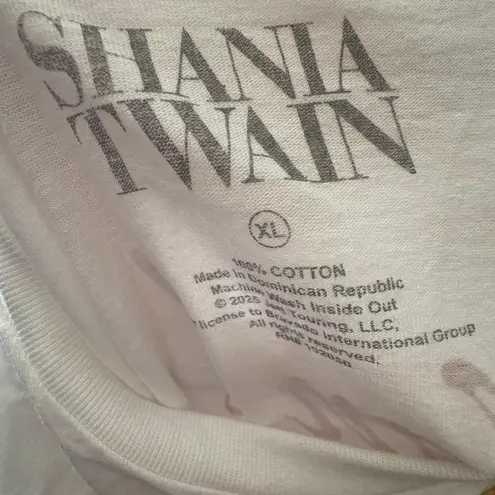 SHANIA
TWAIN
XL
100% COTTON
Made in Dominican Republic
Machine Wash Inside Out
© 2025 Touring, LLC,
license to Bravado International Group
All rights reserved.
RN#